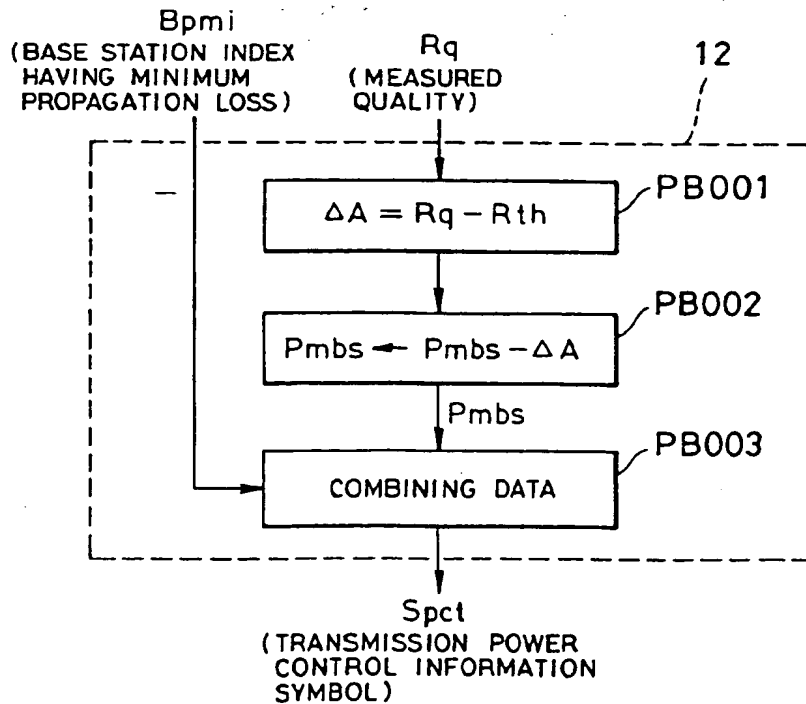 Bpmi
(BASE STATION INDEX
HAVING MINIMUM
PROPAGATION LOSS)
Rq
(MEASURED
QUALITY)
12
ΔA = Rq - Rth
PB001
Pmbs ← Pmbs - ΔA
PB002
Pmbs
COMBINING DATA
PB003
Spct
(TRANSMISSION POWER
CONTROL INFORMATION
SYMBOL)